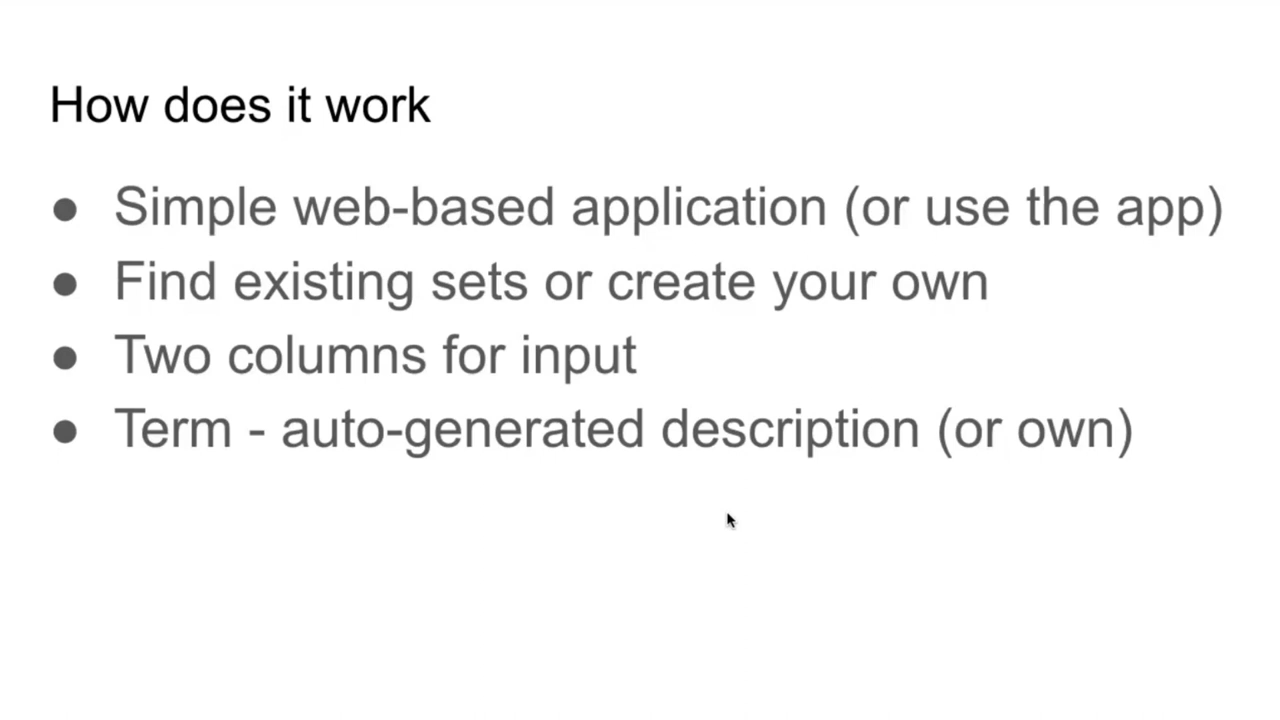 How does it work
● Simple web-based application (or use the app)
● Find existing sets or create your own
● Two columns for input
● Term - auto-generated description (or own)